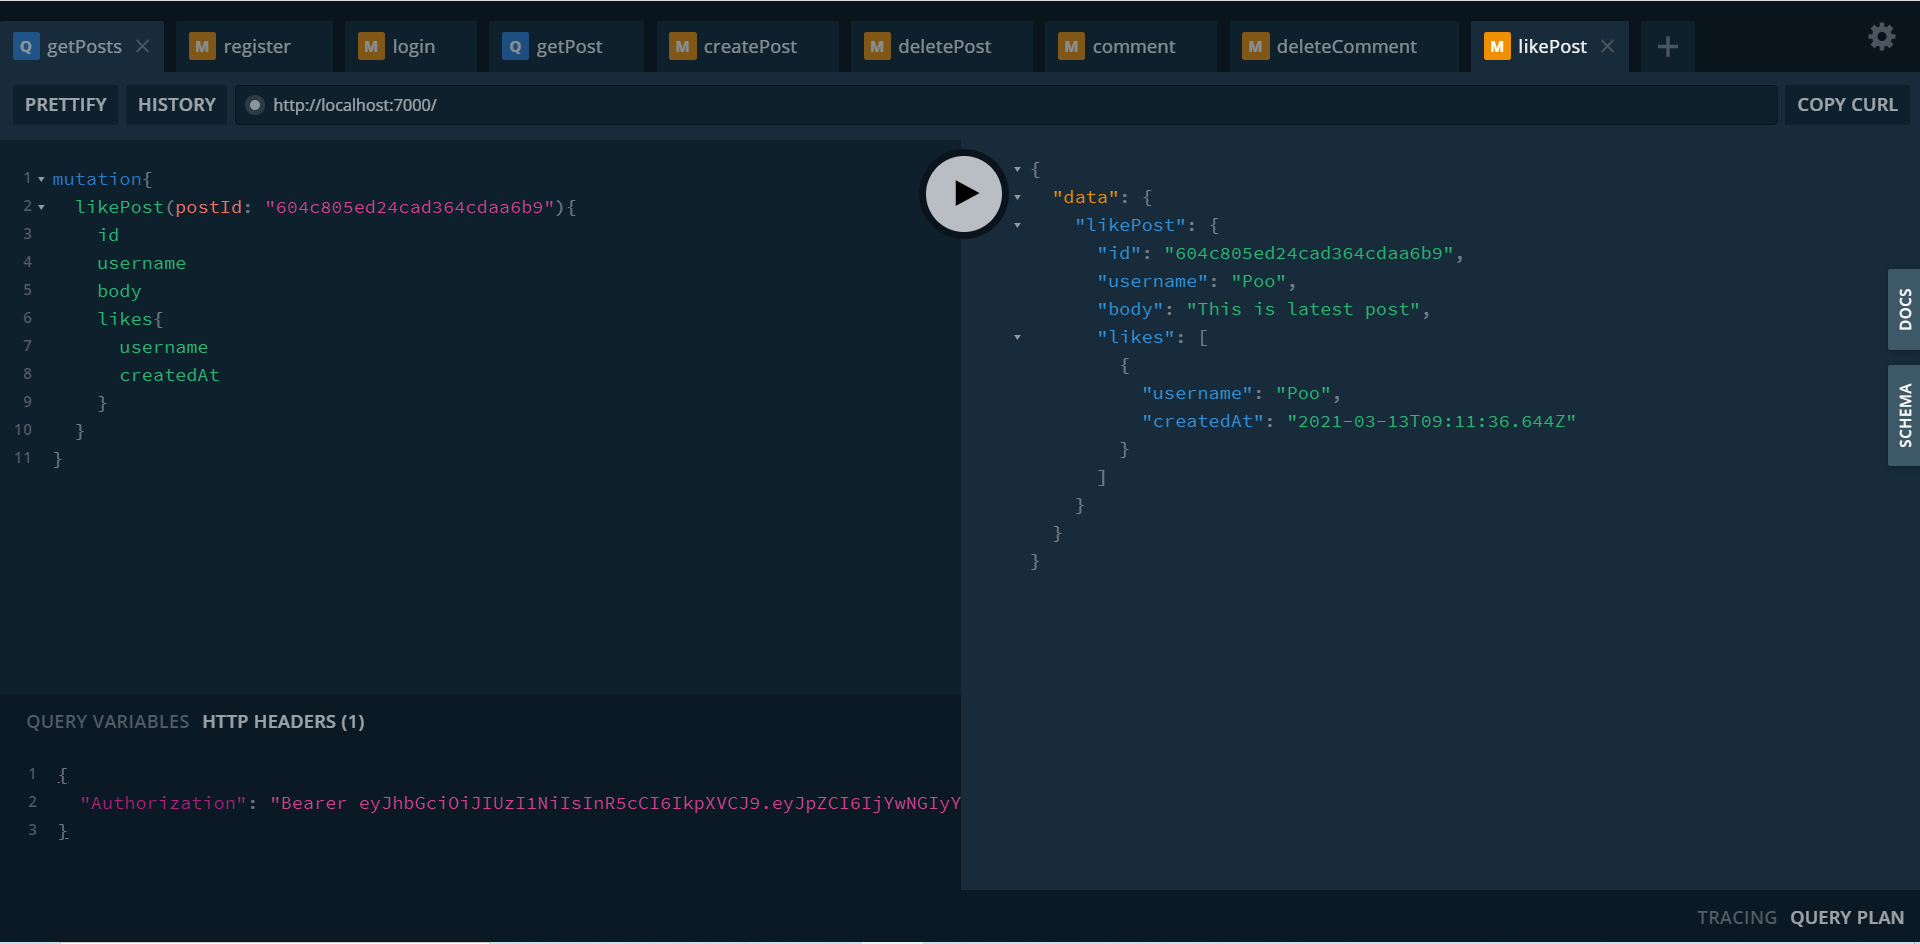 Q getPosts M register M login Q getPost M createPost M deletePost M comment M deleteComment M likePost
PRETTIFY HISTORY http://localhost:7000/ COPY CURL
1 mutation{
2 likePost(postId: "604c805ed24cad364cdaa6b9"){
3 id
4 username
5 body
6 likes{
7 username
8 createdAt
9 }
10 }
11 }
{
"data": {
"likePost": {
"id": "604c805ed24cad364cdaa6b9",
"username": "Poo",
"body": "This is latest post",
"likes": [
{
"username": "Poo",
"createdAt": "2021-03-13T09:11:36.644Z"
}
]
}
}
}
DOCS
SCHEMA
QUERY VARIABLES HTTP HEADERS (1)
1 {
2 "Authorization": "Bearer eyJhbGciOiJIUzI1NiIsInR5cCI6IkpXVCJ9.eyJpZCI6IjYwNGIyY
3 }
TRACING QUERY PLAN